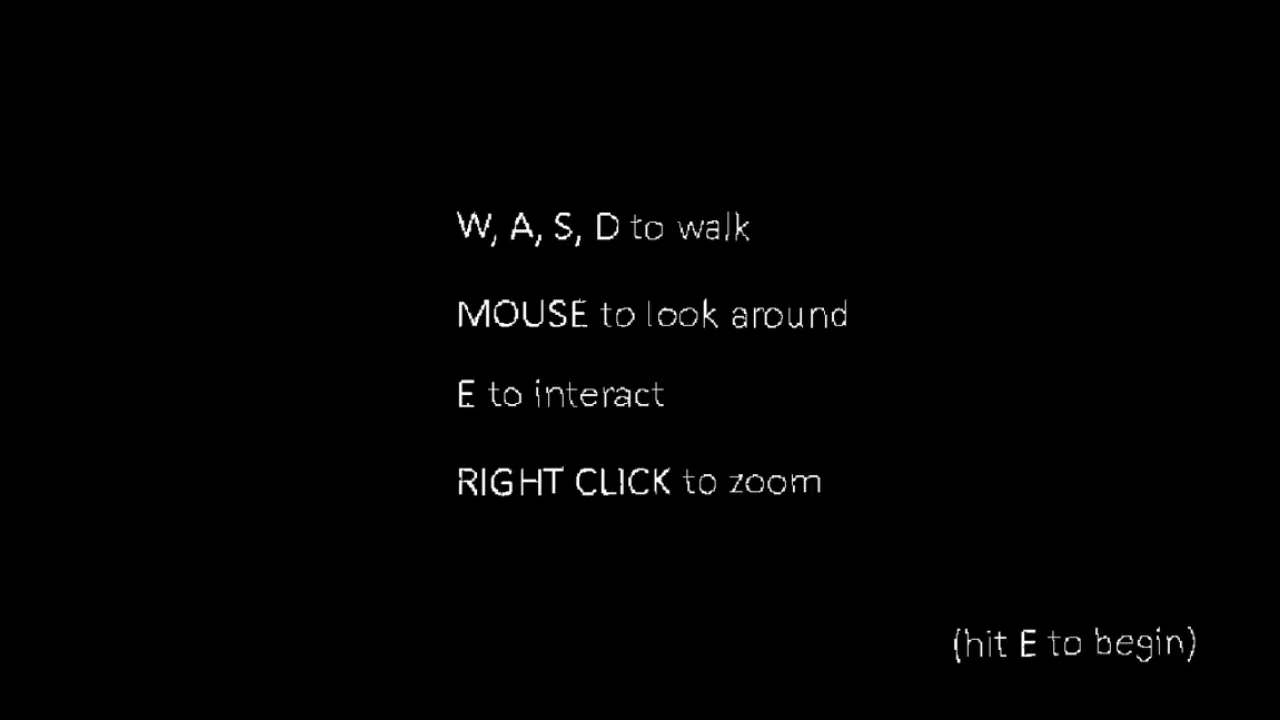 W, A, S, D to walk
MOUSE to look around
E to interact
RIGHT CLICK to zoom
(hit E to begin)